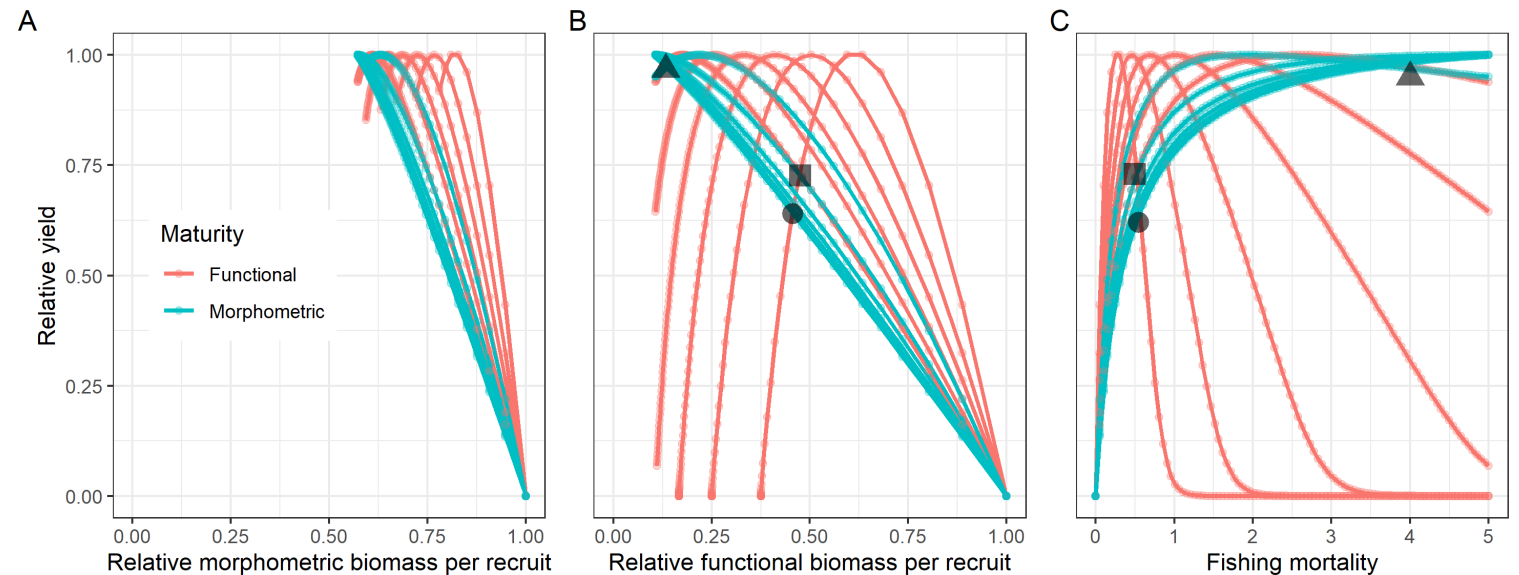 A
B
C
Relative yield
1.00
0.75
0.50
0.25
0.00
Maturity
Functional
Morphometric
0.00 0.25 0.50 0.75 1.00
Relative morphometric biomass per recruit
0.00 0.25 0.50 0.75 1.00
Relative functional biomass per recruit
0 1 2 3 4 5
Fishing mortality